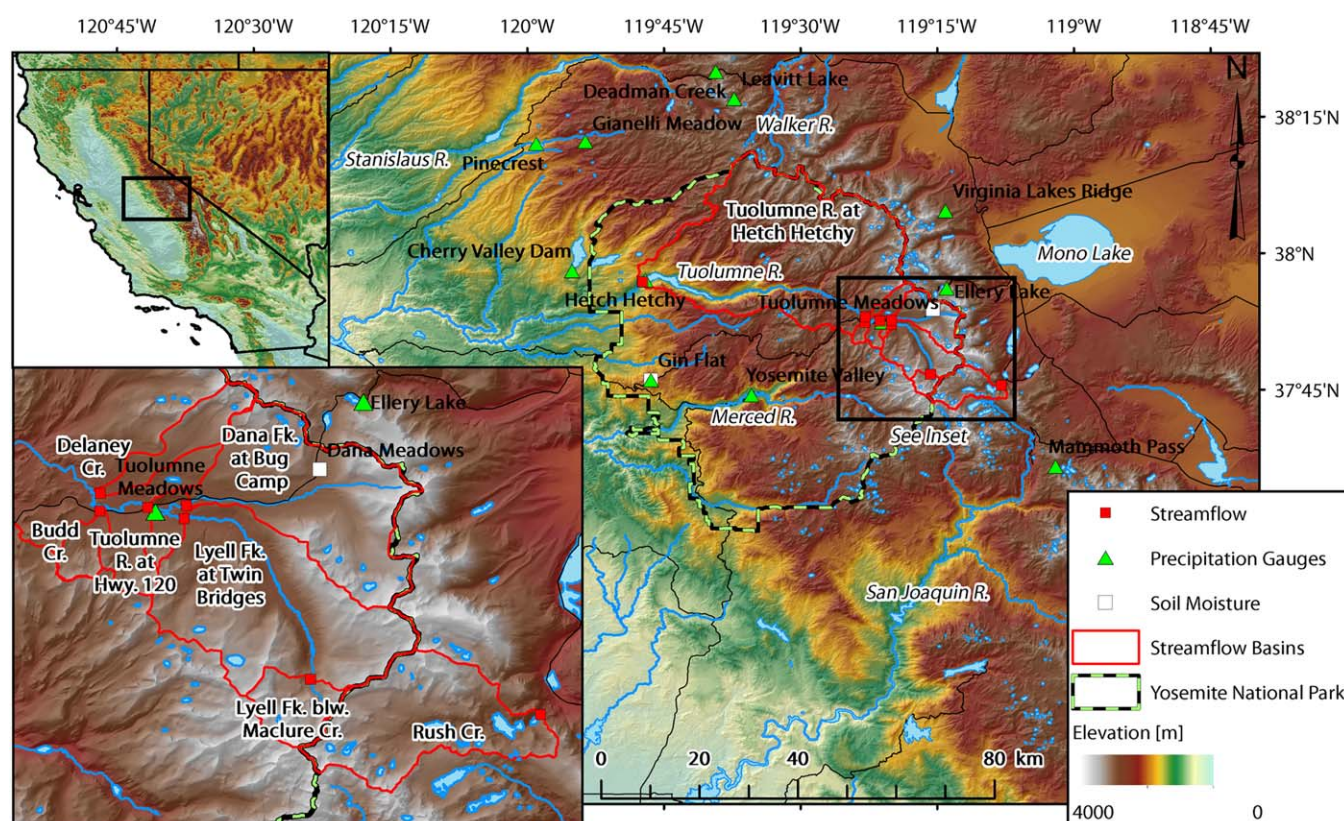 120°45'W
120°30'W
120°15'W
120°W
119°45'W
119°30'W
119°15'W
119°W
118°45'W
N
38°15'N
38°N
37°45'N
Leavitt Lake
Deadman Creek
Gianelli Meadow
Walker R.
Stanislaus R.
Pinecrest
Virginia Lakes Ridge
Tuolumne R. at
Hetch Hetchy
Mono Lake
Cherry Valley Dam
Tuolumne R.
Hetch Hetchy
Tuolumne Meadows
Ellery Lake
Gin Flat
Yosemite Valley
Merced R.
See Inset
Mammoth Pass
San Joaquin R.
0
20
40
80 km
Ellery Lake
Delaney
Cr.
Dana Fk.
at Bug
Camp
Dana Meadows
Tuolumne
Meadows
Budd
Cr.
Tuolumne
R. at
Hwy. 120
Lyell Fk.
at Twin
Bridges
Lyell Fk. blw.
Maclure Cr.
Rush Cr.
Streamflow
Precipitation Gauges
Soil Moisture
Streamflow Basins
Yosemite National Park
Elevation [m]
4000
0